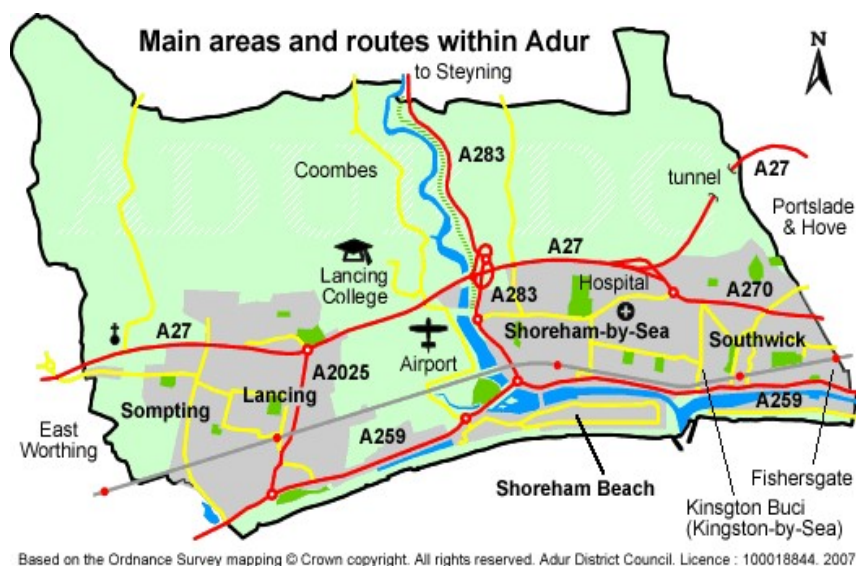 Main areas and routes within Adur
N
to Steyning
A283
A27
tunnel
Coombes
Portslade
& Hove
ADUR DC
A27
Lancing
College
Hospital
A283
A270
Shoreham-by-Sea
Southwick
A27
Airport
A2025
Lancing
Sompting
A259
A259
East
Worthing
Shoreham Beach
Fishersgate
Kinsgton Buci
(Kingston-by-Sea)
Based on the Ordnance Survey mapping © Crown copyright. All rights reserved. Adur District Council. Licence : 100018844. 2007